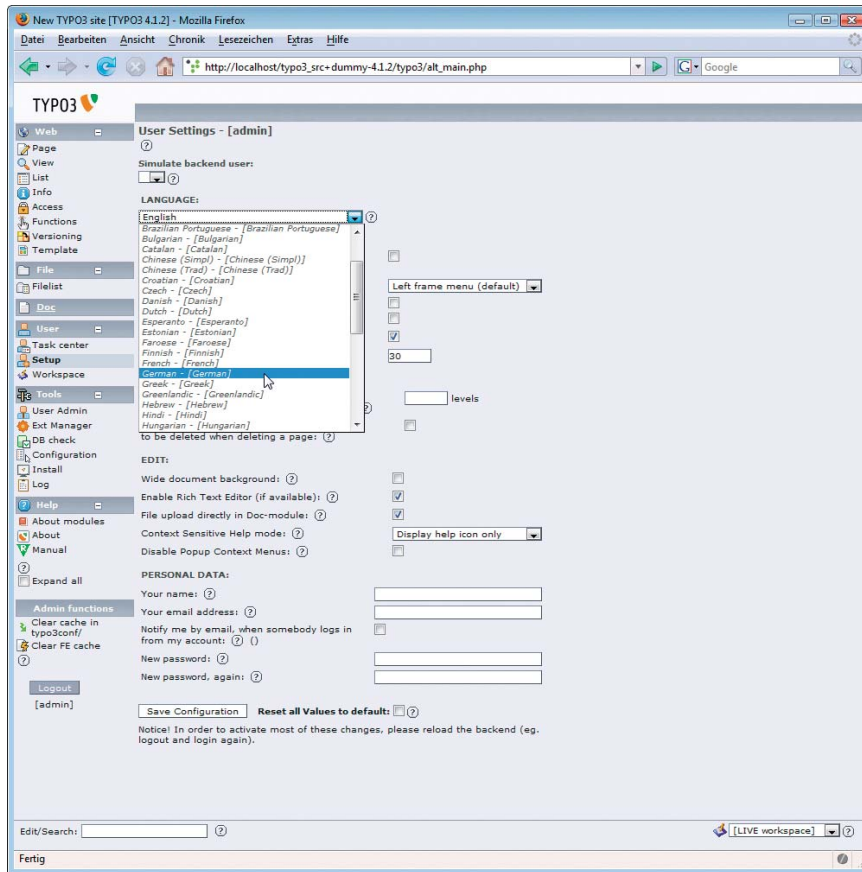 New TYPO3 site [TYPO3 4.1.2] - Mozilla Firefox
Datei Bearbeiten Ansicht Chronik Lesezeichen Extras Hilfe
http://localhost/typo3_src+dummy-4.1.2/typo3/alt_main.php
G Google
TYPO3
Web
Page
View
List
Info
Access
Functions
Versioning
Template
File
Filelist
Doc
User
Task center
Setup
Workspace
Tools
User Admin
Ext Manager
DB check
Configuration
Install
Log
Help
About modules
About
Manual
Expand all
Admin functions
Clear cache in
typo3conf/
Clear FE cache
Logout
[admin]
User Settings - [admin]
Simulate backend user:
LANGUAGE:
English
Brazilian Portuguese - [Brazilian Portuguese]
Bulgarian - [Bulgarian]
Catalan - [Catalan]
Chinese (Simpl) - [Chinese (Simpl)]
Chinese (Trad) - [Chinese (Trad)]
Croatian - [Croatian]
Czech - [Czech]
Danish - [Danish]
Dutch - [Dutch]
Esperanto - [Esperanto]
Estonian - [Estonian]
Faroese - [Faroese]
Finnish - [Finnish]
French - [French]
German - [German]
Greek - [Greek]
Greenlandic - [Greenlandic]
Hebrew - [Hebrew]
Hindi - [Hindi]
Hungarian - [Hungarian]
Left frame menu (default)
30
levels
to be deleted when deleting a page: (?)
EDIT:
Wide document background: (?)
Enable Rich Text Editor (if available): (?)
File upload directly in Doc-module: (?)
Context Sensitive Help mode: (?) Display help icon only
Disable Popup Context Menus: (?)
PERSONAL DATA:
Your name: (?)
Your email address: (?)
Notify me by email, when somebody logs in
from my account: (?) ()
New password: (?)
New password, again: (?)
Save Configuration Reset all Values to default: (?)
Notice! In order to activate most of these changes, please reload the backend (eg.
logout and login again).
Edit/Search: (?)
[LIVE workspace] (?)
Fertig